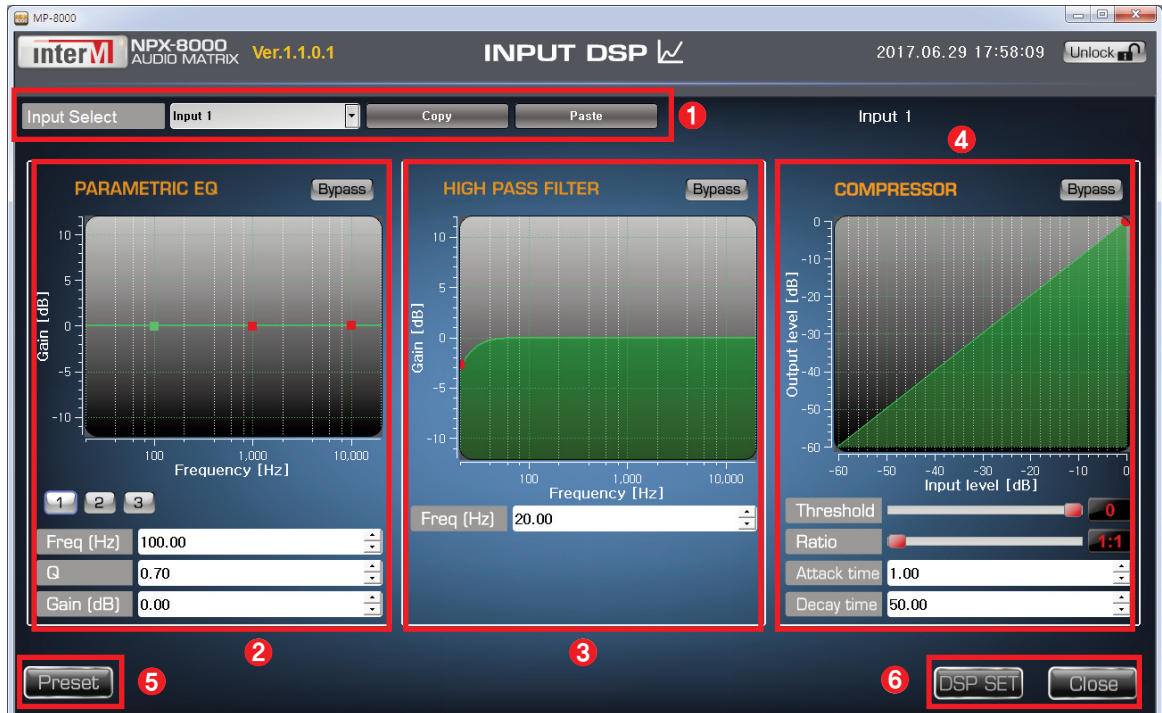 MP-8000
interM NPX-8000
AUDIO MATRIX
Ver.1.1.0.1
INPUT DSP
2017.06.29 17:58:09
Unlock
Input Select
Input 1
Copy
Paste
1
Input 1
4
PARAMETRIC EQ
Bypass
10
5
0
-5
-10
Gain [dB]
100 1,000 10,000
Frequency [Hz]
1 2 3
Freq (Hz) 100.00
Q 0.70
Gain (dB) 0.00
2
HIGH PASS FILTER
Bypass
10
5
0
-5
-10
Gain [dB]
100 1,000 10,000
Frequency [Hz]
Freq (Hz) 20.00
3
COMPRESSOR
Bypass
0
-10
-20
-30
-40
-50
-60
Output level [dB]
-60 -50 -40 -30 -20 -10 0
Input level [dB]
Threshold 0
Ratio 1:1
Attack time 1.00
Decay time 50.00
Preset
5
6
DSP SET
Close